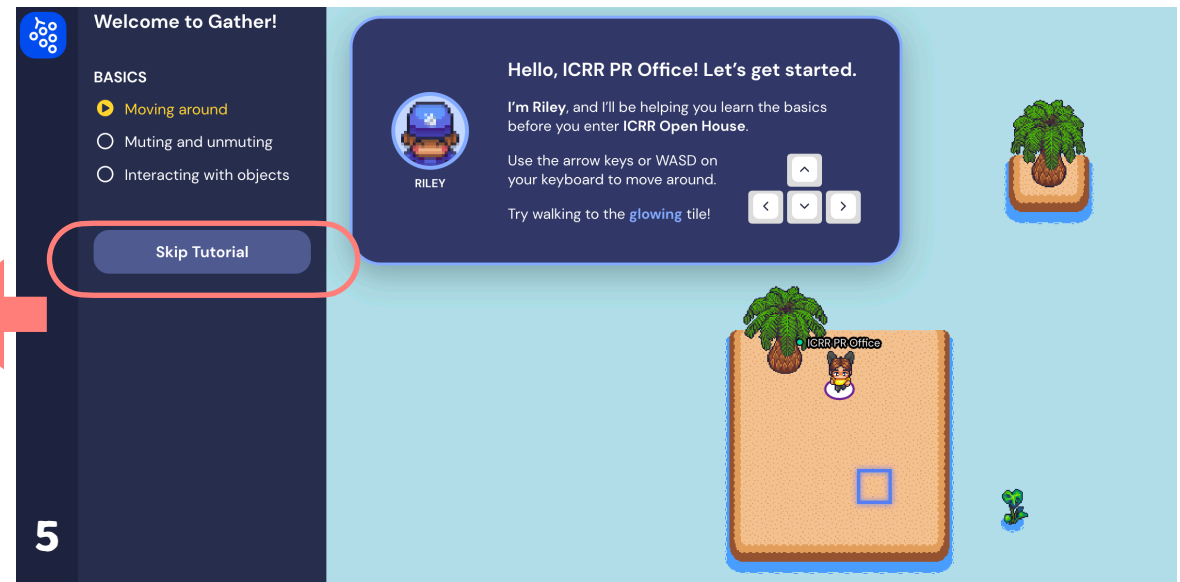 Welcome to Gather!
BASICS
Moving around
Muting and unmuting
Interacting with objects
Skip Tutorial
5
Hello, ICRR PR Office! Let's get started.
I'm Riley, and I'll be helping you learn the basics
before you enter ICRR Open House.
Use the arrow keys or WASD on
your keyboard to move around.
Try walking to the glowing tile!
RILEY
ICRR PR Office